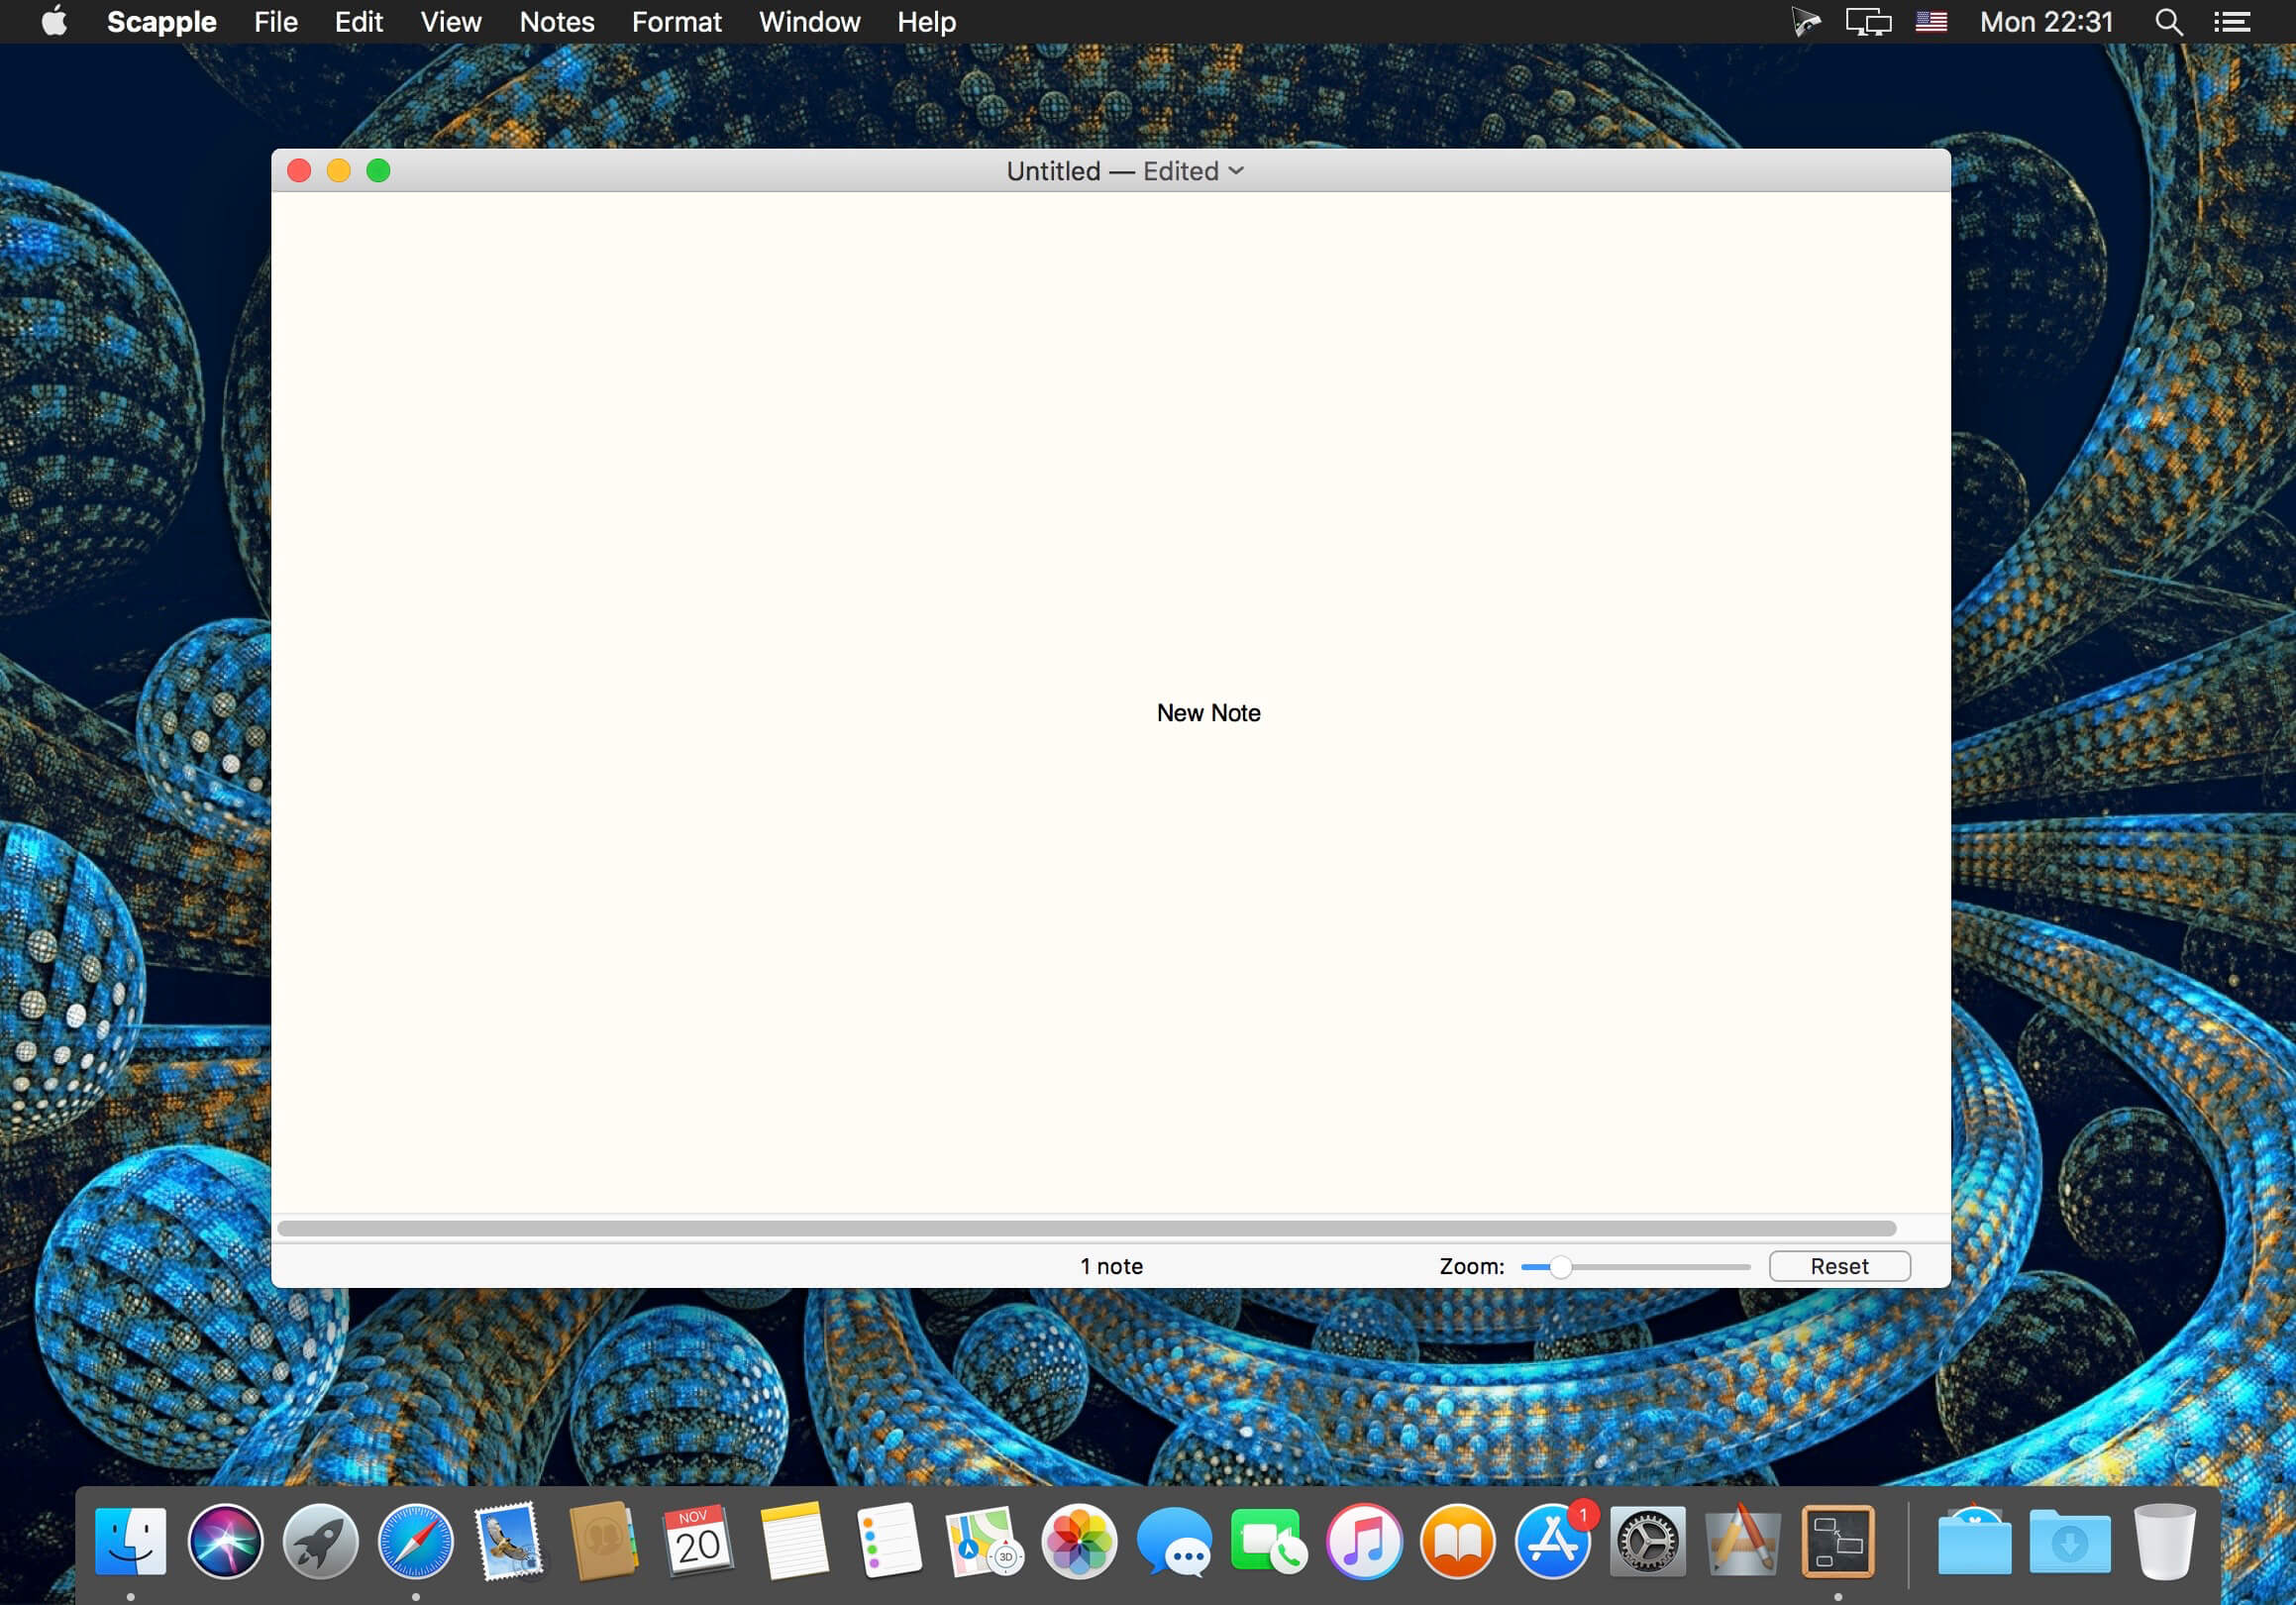 Scapple File Edit View Notes Format Window Help Mon 22:31
Untitled — Edited
New Note
1 note Zoom: Reset
NOV
20
3D
1